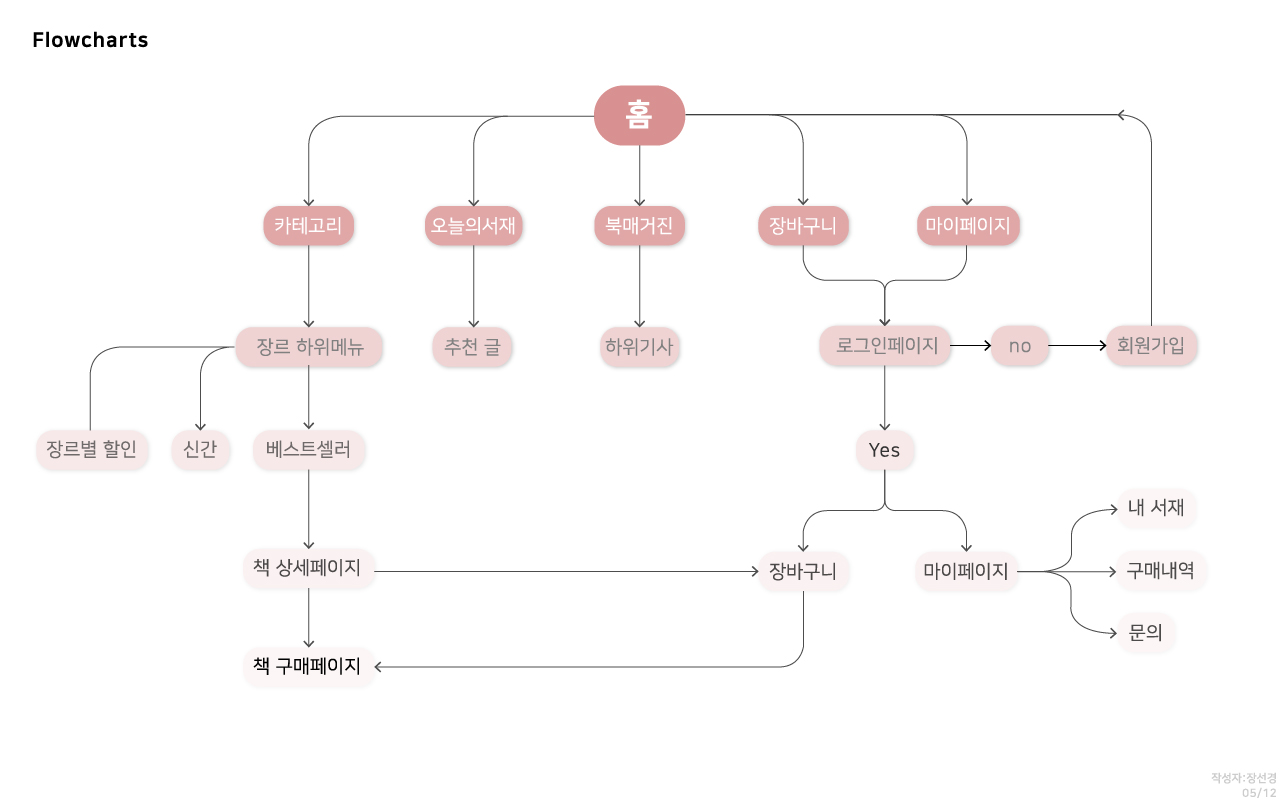 Flowcharts
홈
카테고리
오늘의서재
북매거진
장바구니
마이페이지
장르 하위메뉴
추천 글
하위기사
로그인페이지
no
회원가입
장르별 할인
신간
베스트셀러
Yes
내 서재
책 상세페이지
장바구니
마이페이지
구매내역
문의
책 구매페이지
작성자:장선경
05/12